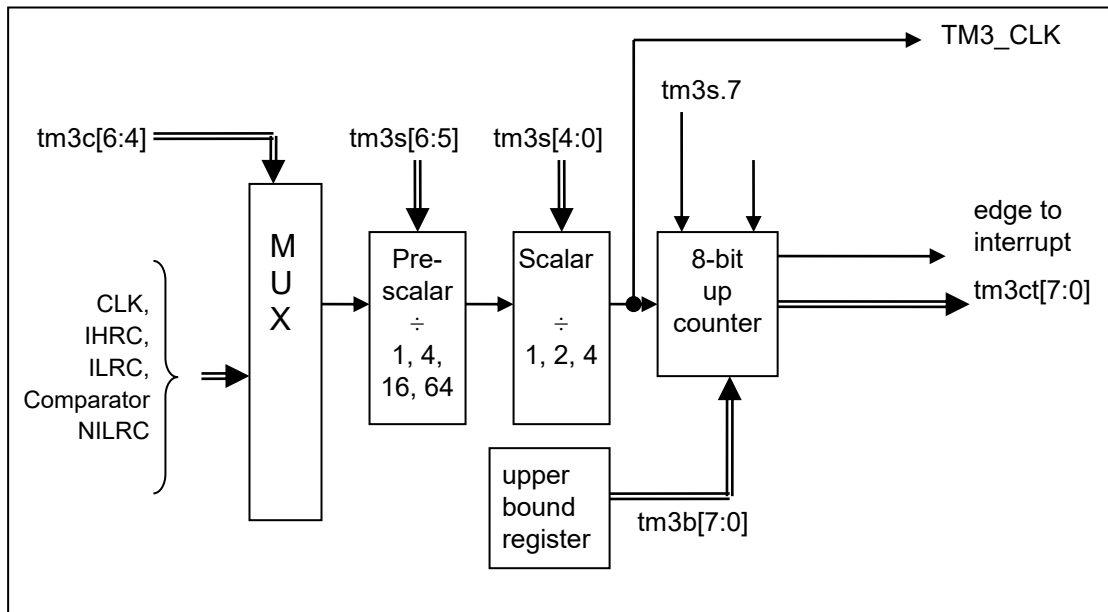 TM3_CLK
tm3s.7
tm3c[6:4]
tm3s[6:5]
tm3s[4:0]
M
U
X
Pre-
scalar
÷
1, 4,
16, 64
Scalar
÷
1, 2, 4
8-bit
up
counter
edge to
interrupt
tm3ct[7:0]
CLK,
IHRC,
ILRC,
Comparator
NILRC
upper
bound
register
tm3b[7:0]